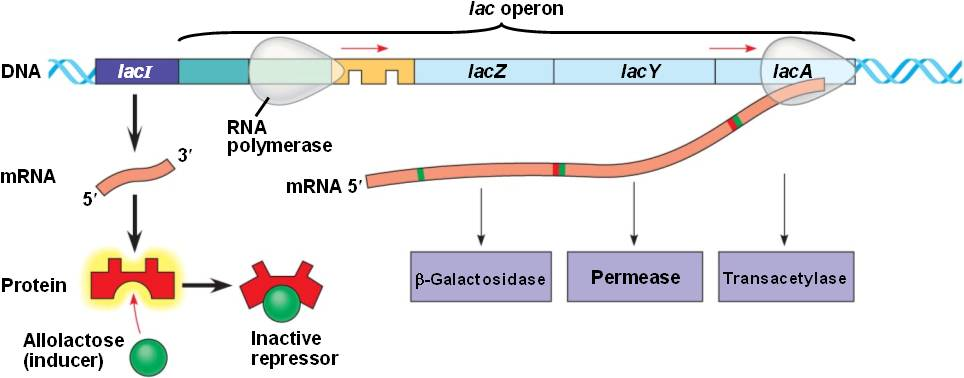 lac operon
DNA
lacI
lacZ
lacY
lacA
RNA
polymerase
3′
mRNA
5′
mRNA 5′
Protein
β-Galactosidase
Permease
Transacetylase
Allolactose
(inducer)
Inactive
repressor